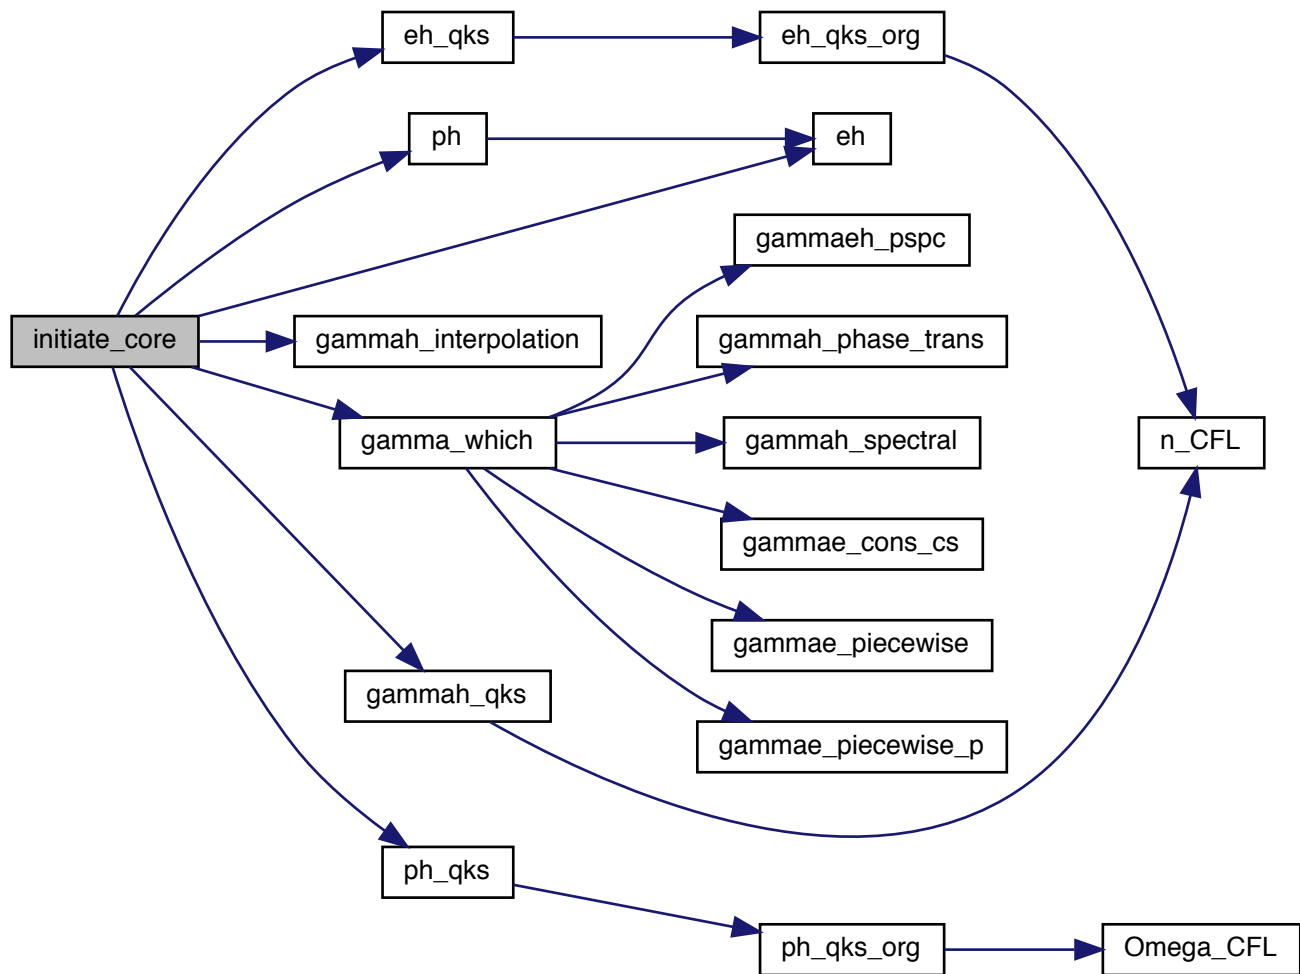 eh_qks
eh_qks_org
ph
eh
gammaeh_pspc
initiate_core
gammah_interpolation
gammah_phase_trans
gamma_which
gammah_spectral
n_CFL
gammae_cons_cs
gammae_piecewise
gammah_qks
gammae_piecewise_p
ph_qks
ph_qks_org
Omega_CFL